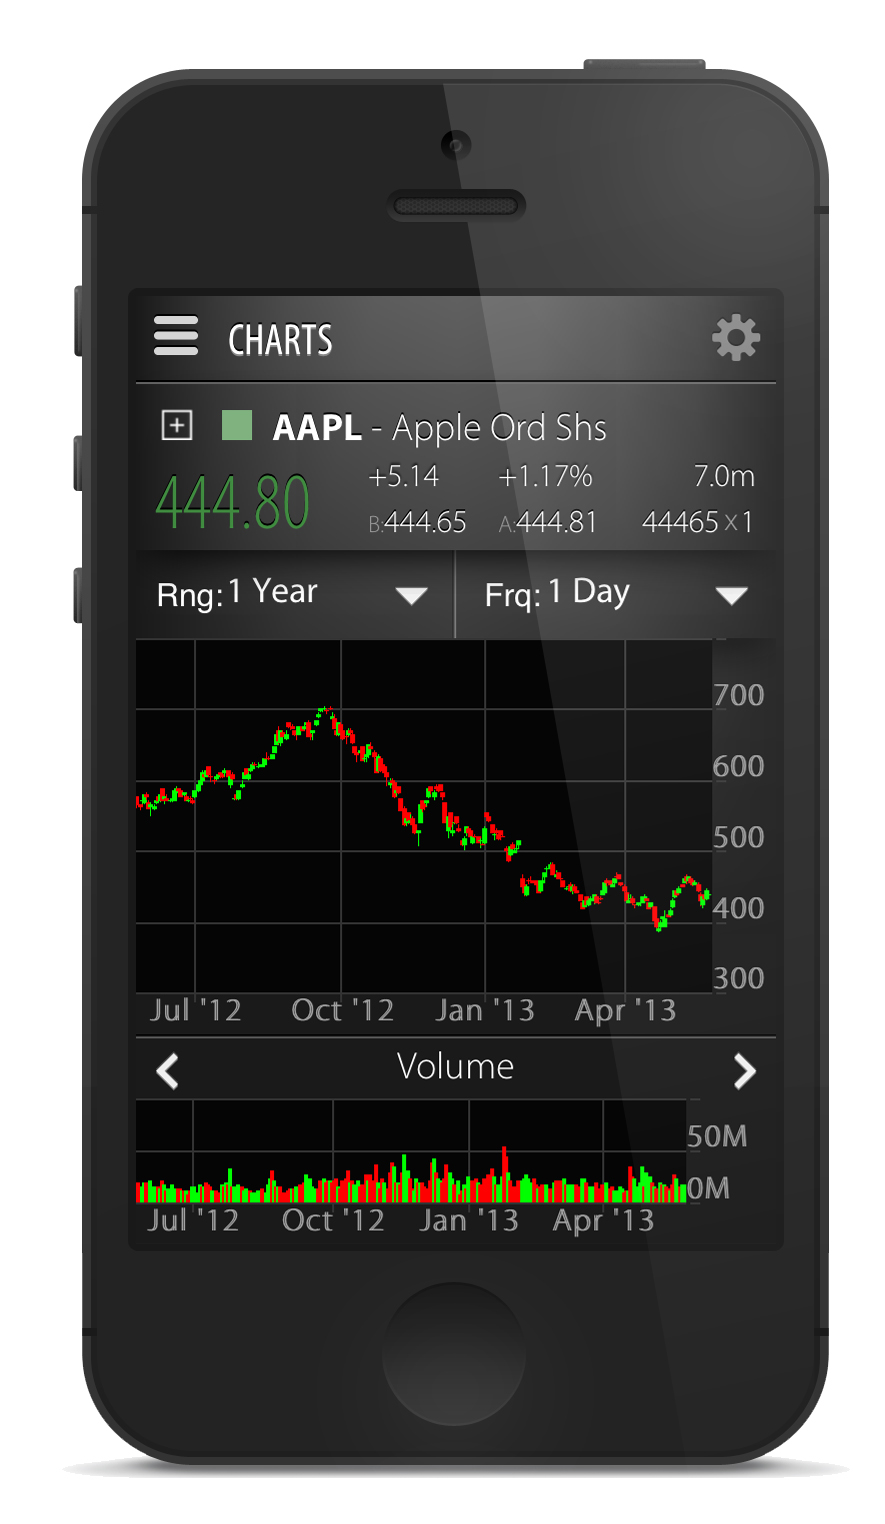 CHARTS
AAPL - Apple Ord Shs
444.80 +5.14 +1.17% 7.0m
B:444.65 A:444.81 44465 x 1
Rng: 1 Year Frq: 1 Day
700
600
500
400
300
Jul '12 Oct '12 Jan '13 Apr '13
Volume
50M
0M
Jul '12 Oct '12 Jan '13 Apr '13